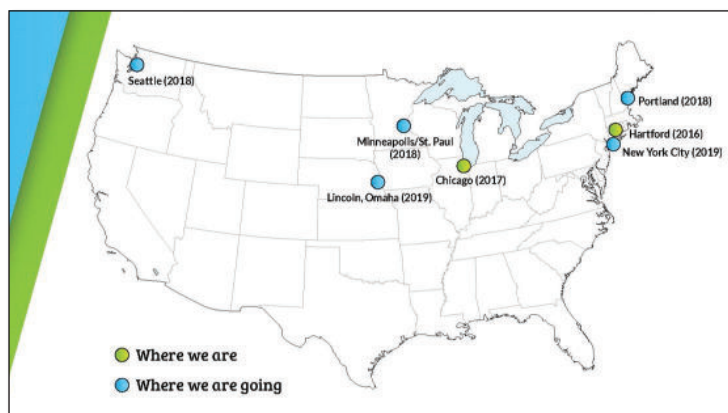 Seattle (2018)
Portland (2018)
Minneapolis/St. Paul
(2018)
Hartford (2016)
New York City (2019)
Chicago (2017)
Lincoln, Omaha (2019)
Where we are
Where we are going